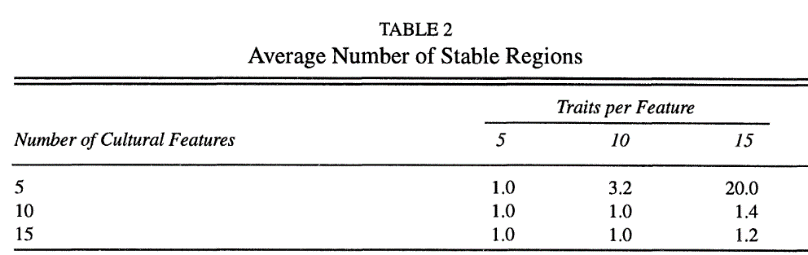 TABLE 2
Average Number of Stable Regions
Traits per Feature
Number of Cultural Features 5 10 15
5 1.0 3.2 20.0
10 1.0 1.0 1.4
15 1.0 1.0 1.2